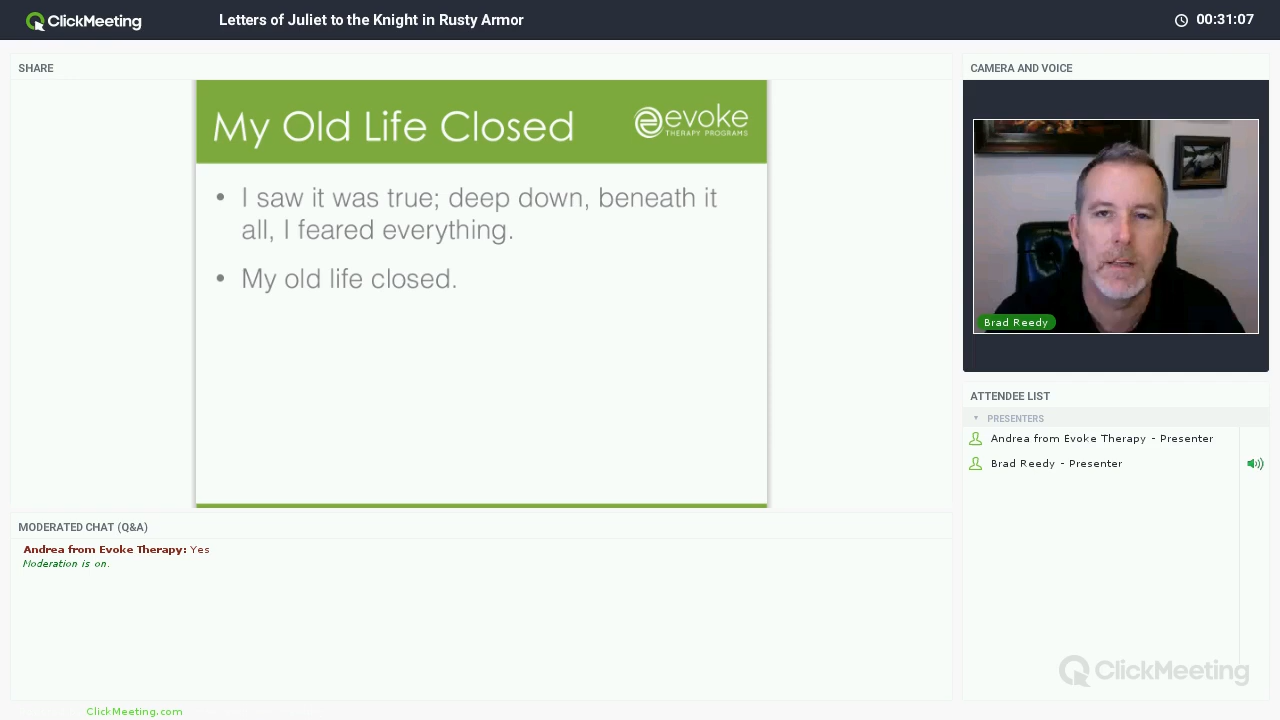 ClickMeeting
Letters of Juliet to the Knight in Rusty Armor
00:31:07
SHARE
My Old Life Closed
evoke
THERAPY PROGRAMS
• I saw it was true; deep down, beneath it
all, I feared everything.
• My old life closed.
CAMERA AND VOICE
Brad Reedy
ATTENDEE LIST
PRESENTERS
Andrea from Evoke Therapy - Presenter
Brad Reedy - Presenter
MODERATED CHAT (Q&A)
Andrea from Evoke Therapy: Yes
Moderation is on.
ClickMeeting
ClickMeeting.com